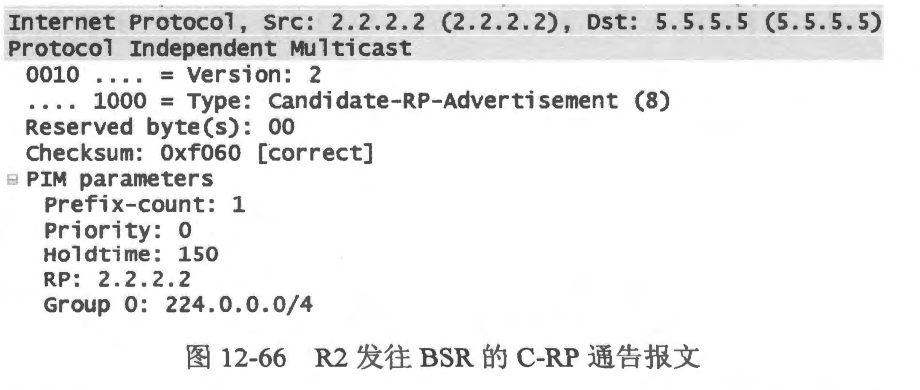 Internet Protocol, Src: 2.2.2.2 (2.2.2.2), Dst: 5.5.5.5 (5.5.5.5)
Protocol Independent Multicast
0010 .... = Version: 2
.... 1000 = Type: Candidate-RP-Advertisement (8)
Reserved byte(s): 00
Checksum: 0xf060 [correct]
PIM parameters
Prefix-count: 1
Priority: 0
Holdtime: 150
RP: 2.2.2.2
Group 0: 224.0.0.0/4
图 12-66 R2 发往 BSR 的 C-RP 通告报文